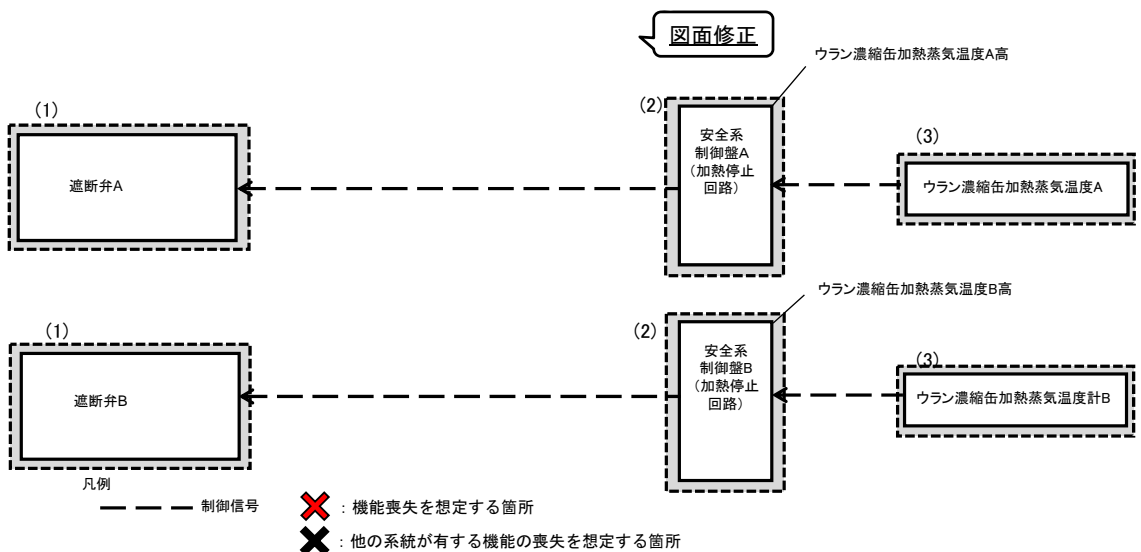 図面修正
ウラン濃縮缶加熱蒸気温度A高
(1)
(2)
(3)
遮断弁A
安全系
制御盤A
(加熱停止
回路)
ウラン濃縮缶加熱蒸気温度A
ウラン濃縮缶加熱蒸気温度B高
(1)
(2)
(3)
遮断弁B
安全系
制御盤B
(加熱停止
回路)
ウラン濃縮缶加熱蒸気温度計B
凡例
制御信号
：機能喪失を想定する箇所
：他の系統が有する機能の喪失を想定する箇所